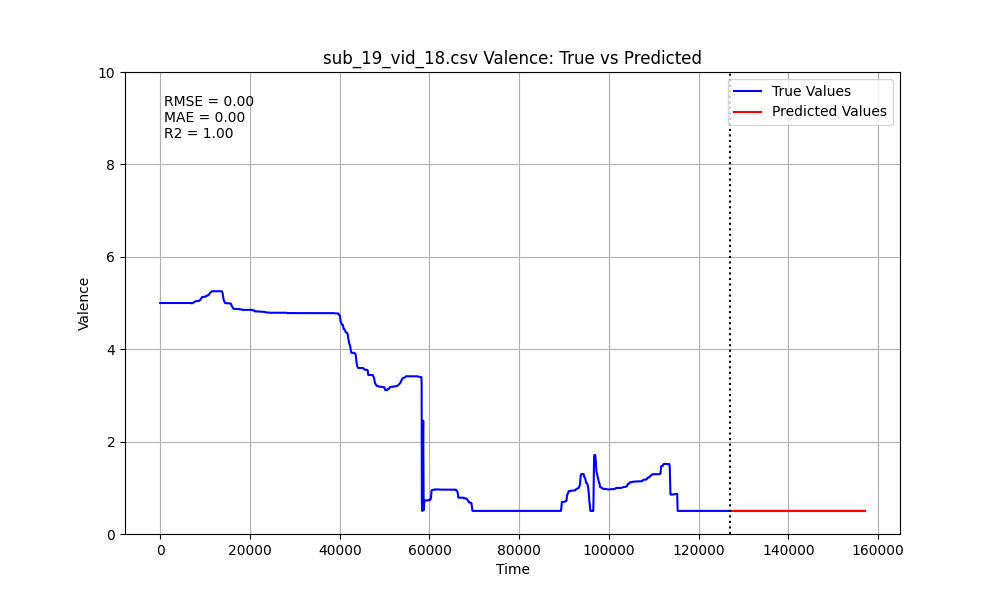 sub_19_vid_18.csv Valence: True vs Predicted
RMSE = 0.00
MAE = 0.00
R2 = 1.00
True Values
Predicted Values
10
8
6
4
2
0
Valence
0 20000 40000 60000 80000 100000 120000 140000 160000
Time